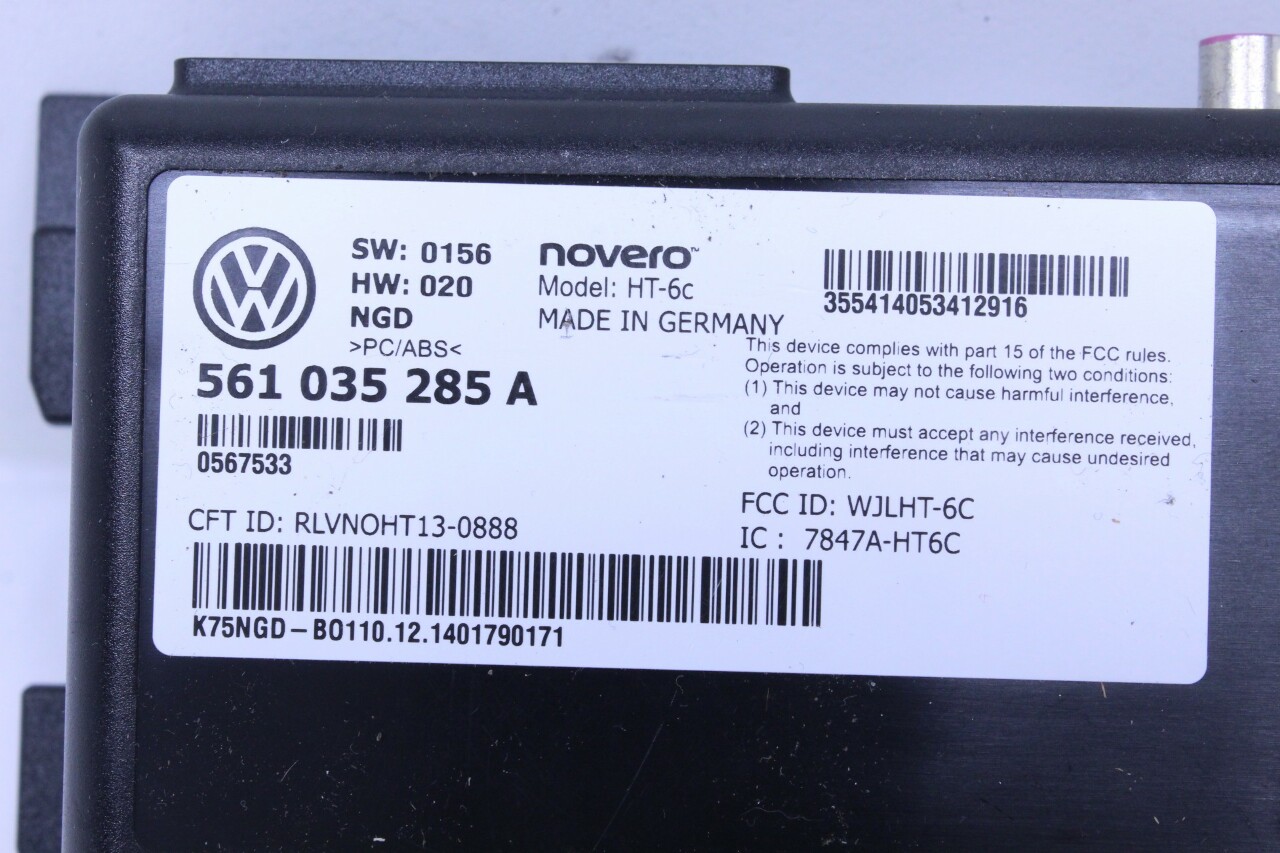 SW: 0156
HW: 020
NGD
>PC/ABS<
561 035 285 A
0567533
novero™
Model: HT-6c
MADE IN GERMANY
355414053412916
This device complies with part 15 of the FCC rules.
Operation is subject to the following two conditions:
(1) This device may not cause harmful interference,
and
(2) This device must accept any interference received,
including interference that may cause undesired
operation.
CFT ID: RLVNOHT13-0888
FCC ID: WJLHT-6C
IC : 7847A-HT6C
K75NGD-B0110.12.1401790171